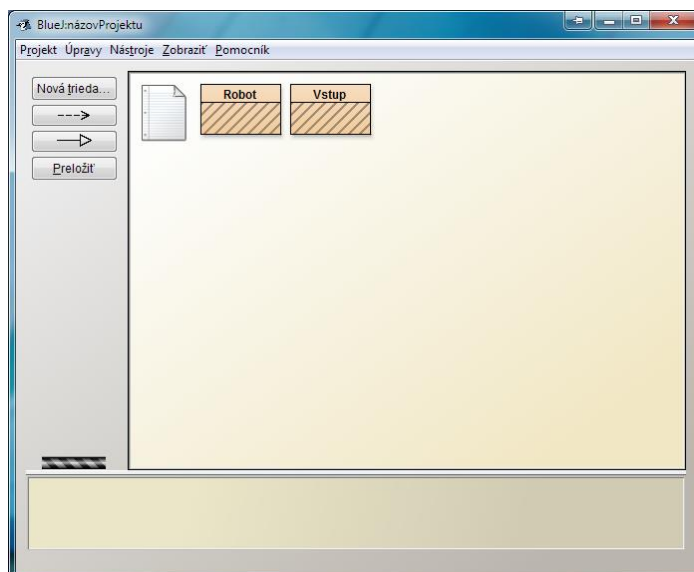 BlueJ:názovProjektu
Projekt Úpravy Nástroje Zobraziť Pomocník
Nová trieda...
Robot Vstup
Preložiť